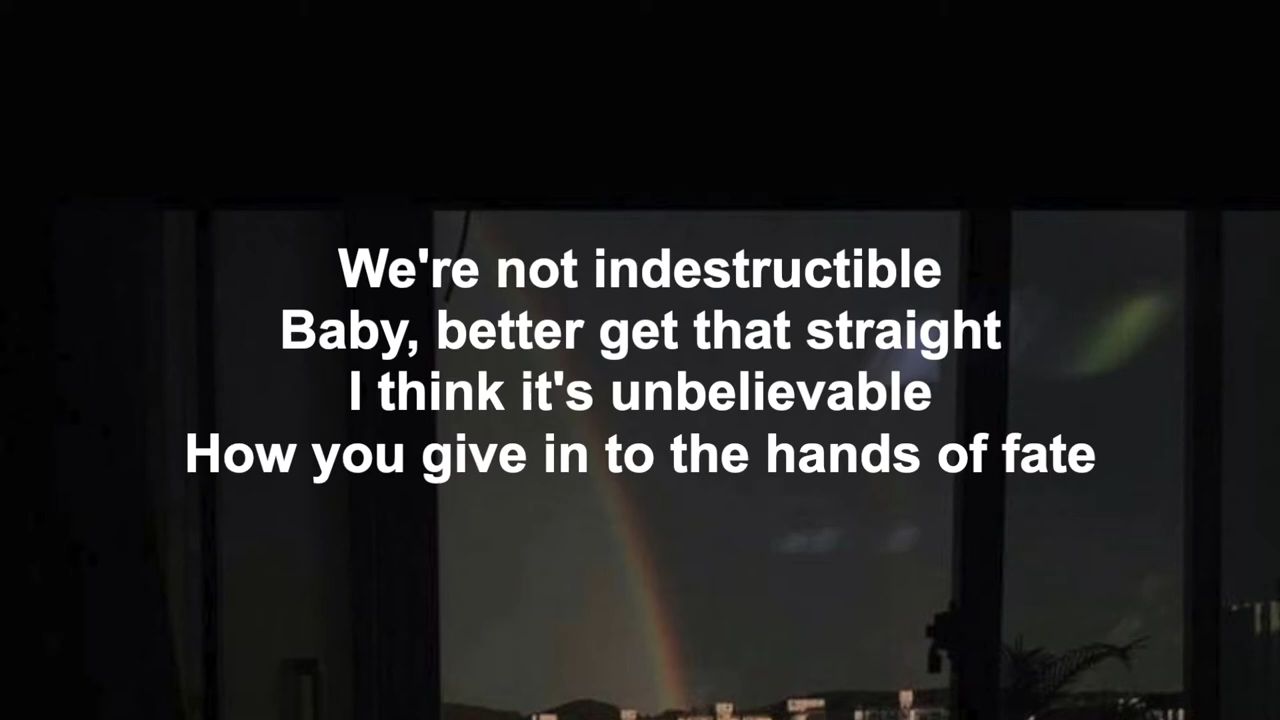 We're not indestructible
Baby, better get that straight
I think it's unbelievable
How you give in to the hands of fate